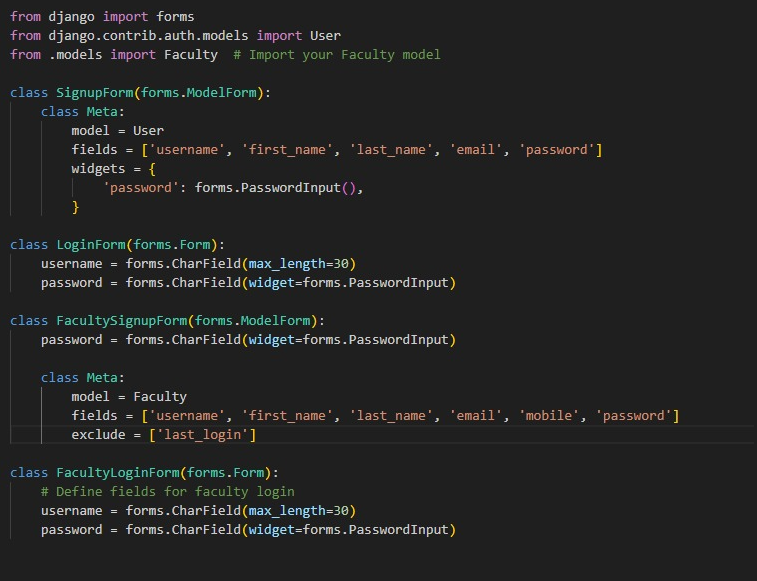 from django import forms
from django.contrib.auth.models import User
from .models import Faculty  # Import your Faculty model

class SignupForm(forms.ModelForm):
    class Meta:
        model = User
        fields = ['username', 'first_name', 'last_name', 'email', 'password']
        widgets = {
            'password': forms.PasswordInput(),
        }

class LoginForm(forms.Form):
    username = forms.CharField(max_length=30)
    password = forms.CharField(widget=forms.PasswordInput)

class FacultySignupForm(forms.ModelForm):
    password = forms.CharField(widget=forms.PasswordInput)

    class Meta:
        model = Faculty
        fields = ['username', 'first_name', 'last_name', 'email', 'mobile', 'password']
        exclude = ['last_login']

class FacultyLoginForm(forms.Form):
    # Define fields for faculty login
    username = forms.CharField(max_length=30)
    password = forms.CharField(widget=forms.PasswordInput)